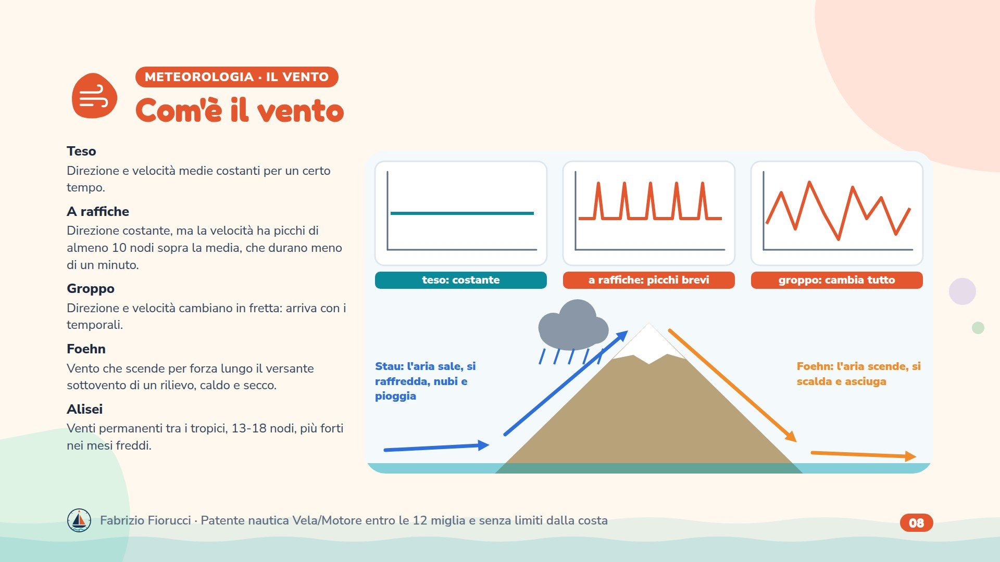 METEOROLOGIA · IL VENTO
Com'è il vento
Teso
Direzione e velocità medie costanti per un certo
tempo.
A raffiche
Direzione costante, ma la velocità ha picchi di
almeno 10 nodi sopra la media, che durano meno
di un minuto.
Groppo
Direzione e velocità cambiano in fretta: arriva con i
temporali.
Foehn
Vento che scende per forza lungo il versante
sottovento di un rilievo, caldo e secco.
Alisei
Venti permanenti tra i tropici, 13-18 nodi, più forti
nei mesi freddi.
teso: costante
a raffiche: picchi brevi
groppo: cambia tutto
Stau: l'aria sale, si
raffredda, nubi e
pioggia
Foehn: l'aria scende, si
scalda e asciuga
Fabrizio Fiorucci · Patente nautica Vela/Motore entro le 12 miglia e senza limiti dalla costa
08